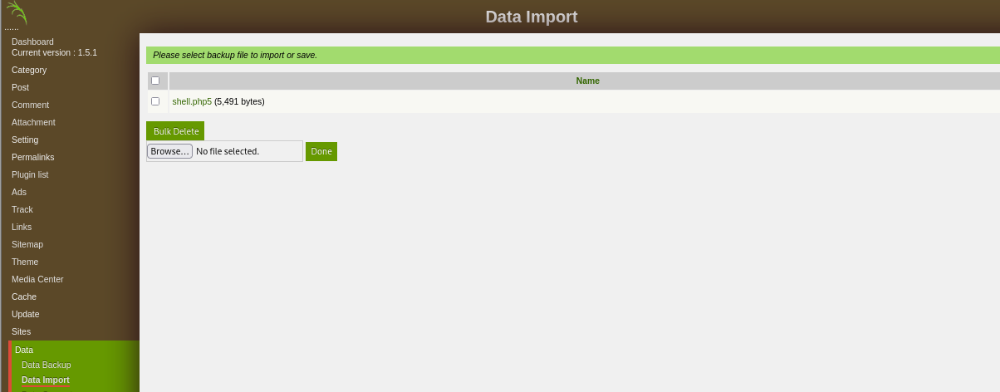 Data Import
......
Dashboard
Current version : 1.5.1
Category
Post
Comment
Attachment
Setting
Permalinks
Plugin list
Ads
Track
Links
Sitemap
Theme
Media Center
Cache
Update
Sites
Data
Data Backup
Data Import
Please select backup file to import or save.
Name
shell.php5 (5,491 bytes)
Bulk Delete
Browse... No file selected. Done